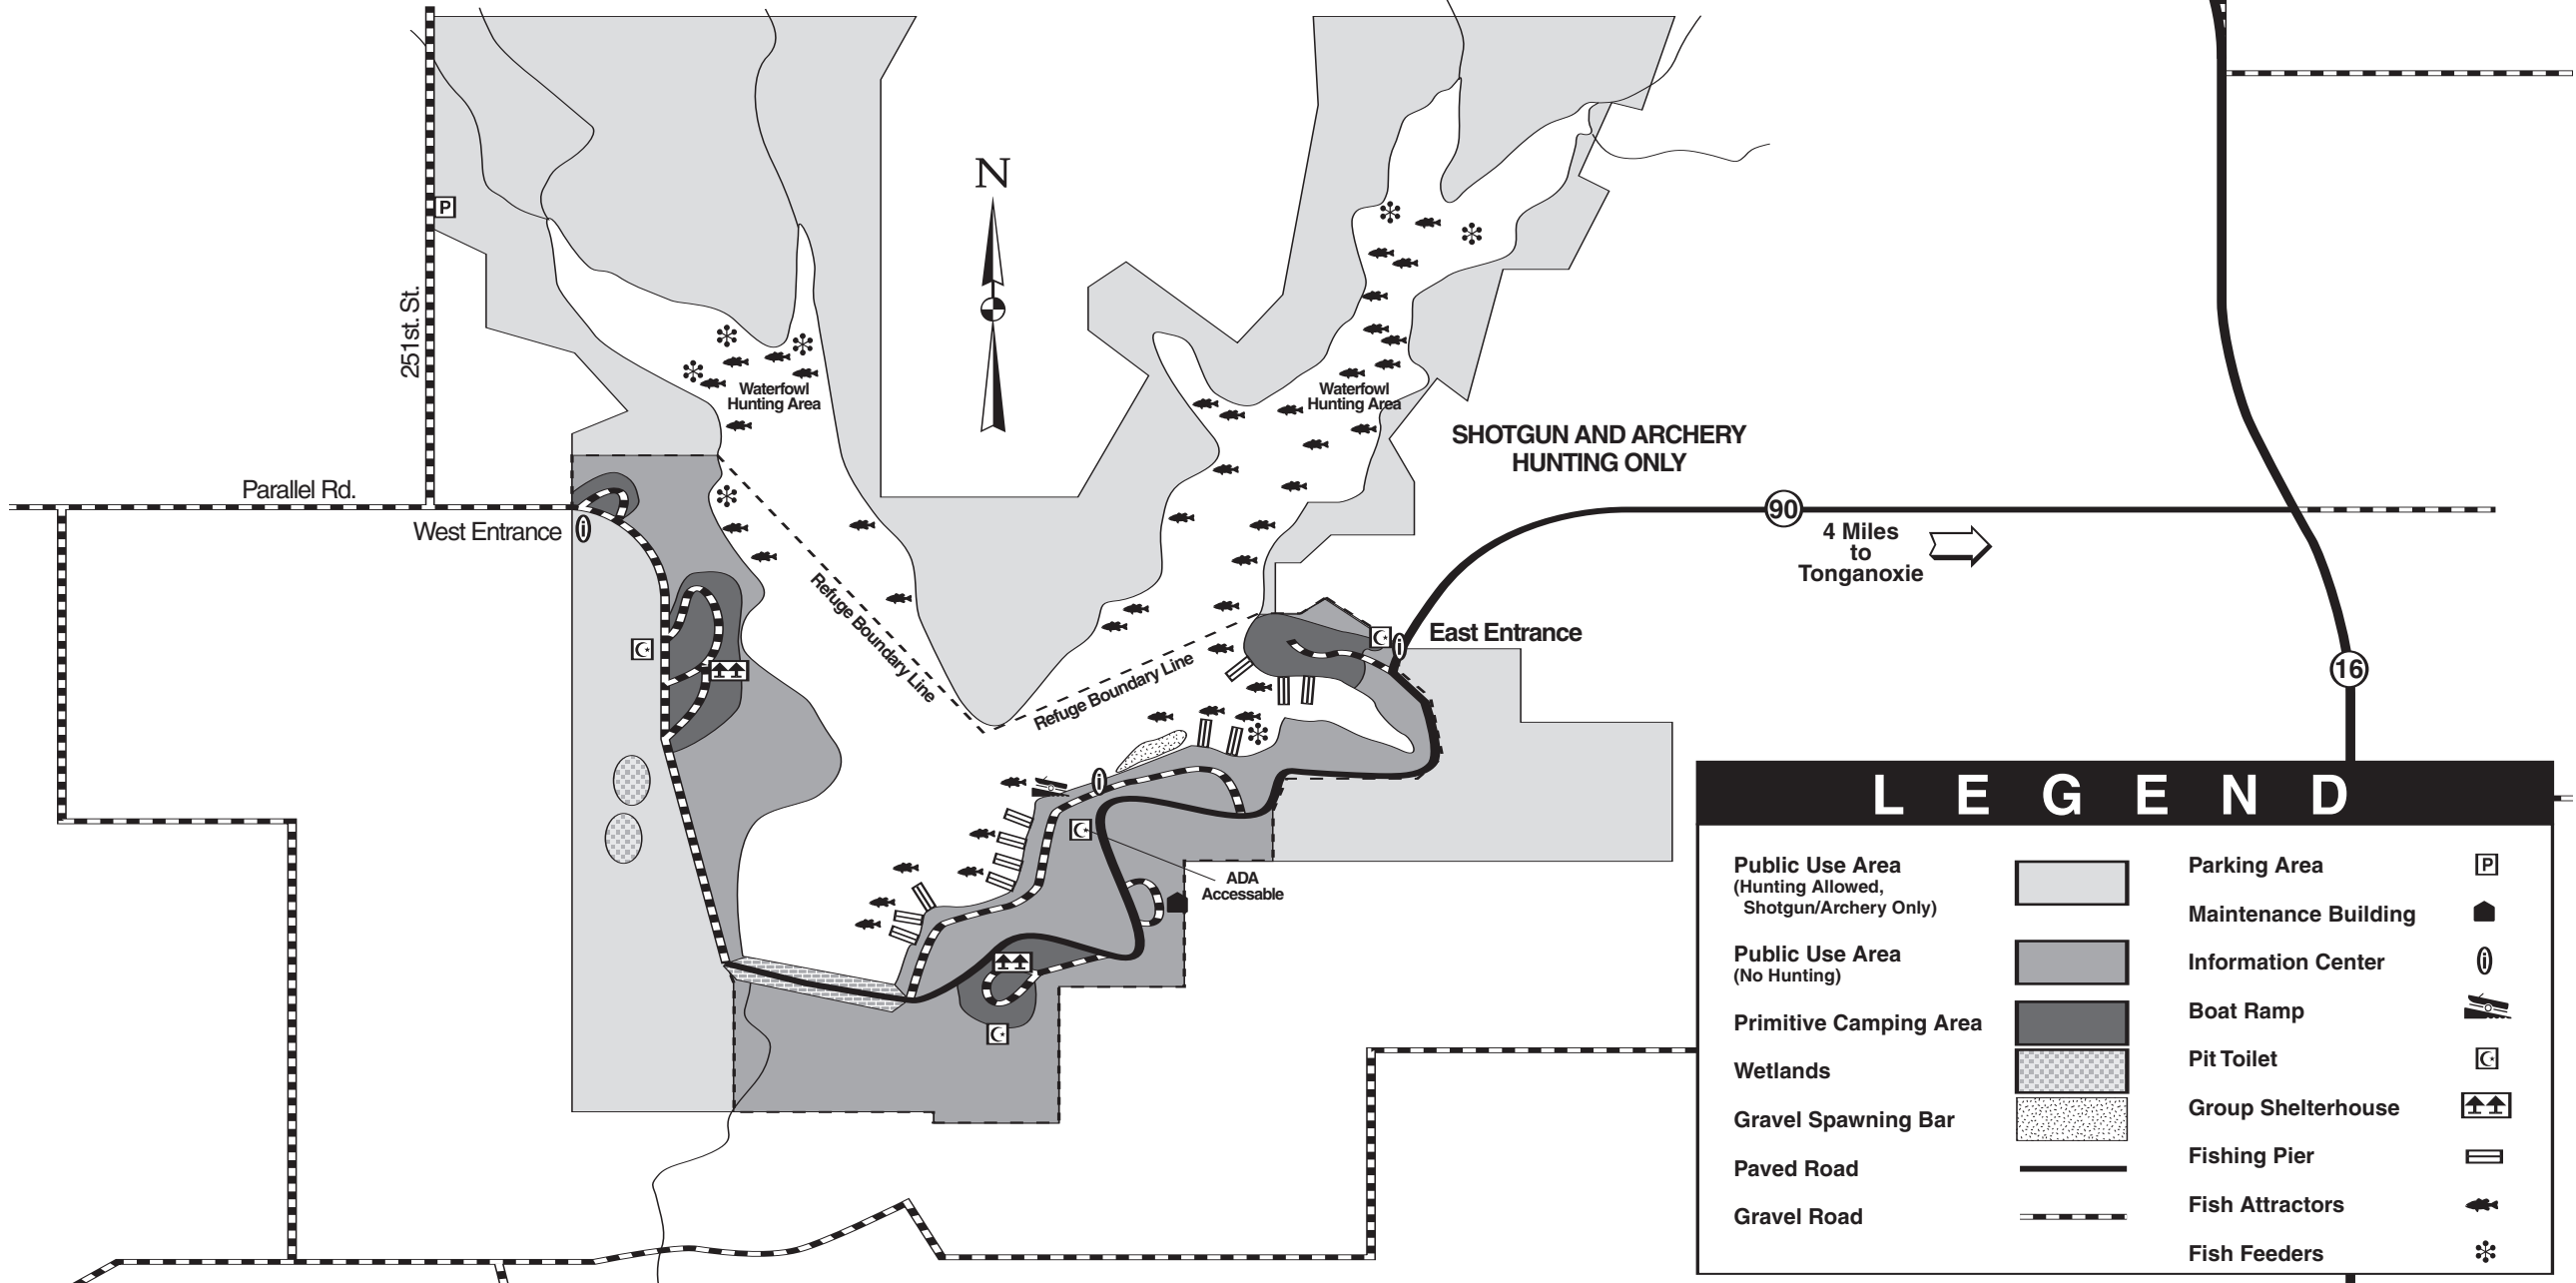 N
P
251st. St.
Waterfowl
Hunting Area
Waterfowl
Hunting Area
SHOTGUN AND ARCHERY
HUNTING ONLY
Parallel Rd.
West Entrance
i
90
4 Miles
to
Tonganoxie
Refuge Boundary Line
Refuge Boundary Line
East Entrance
i
16
i
ADA
Accessable
LEGEND
Public Use Area
(Hunting Allowed,
Shotgun/Archery Only)
Public Use Area
(No Hunting)
Primitive Camping Area
Wetlands
Gravel Spawning Bar
Paved Road
Gravel Road
Parking Area P
Maintenance Building
Information Center i
Boat Ramp
Pit Toilet
Group Shelterhouse
Fishing Pier
Fish Attractors
Fish Feeders